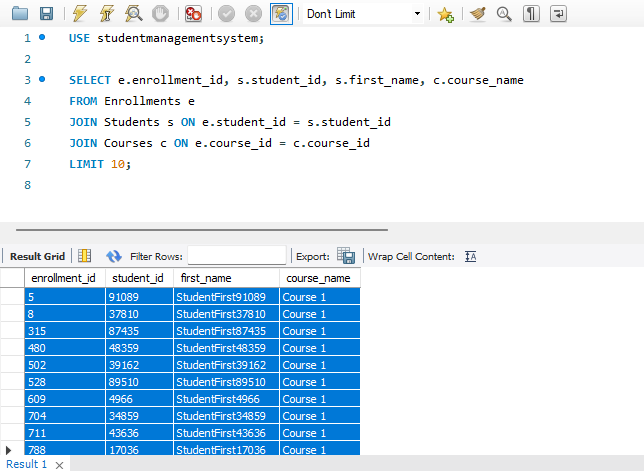 Don't Limit
1 USE studentmanagementsystem;
2
3 SELECT e.enrollment_id, s.student_id, s.first_name, c.course_name
4 FROM Enrollments e
5 JOIN Students s ON e.student_id = s.student_id
6 JOIN Courses c ON e.course_id = c.course_id
7 LIMIT 10;
8
Result Grid Filter Rows: Export: Wrap Cell Content:
enrollment_id student_id first_name course_name
5 91089 StudentFirst91089 Course 1
8 37810 StudentFirst37810 Course 1
315 87435 StudentFirst87435 Course 1
480 48359 StudentFirst48359 Course 1
502 39162 StudentFirst39162 Course 1
528 89510 StudentFirst89510 Course 1
609 4966 StudentFirst4966 Course 1
704 34859 StudentFirst34859 Course 1
711 43636 StudentFirst43636 Course 1
788 17036 StudentFirst17036 Course 1
Result 1